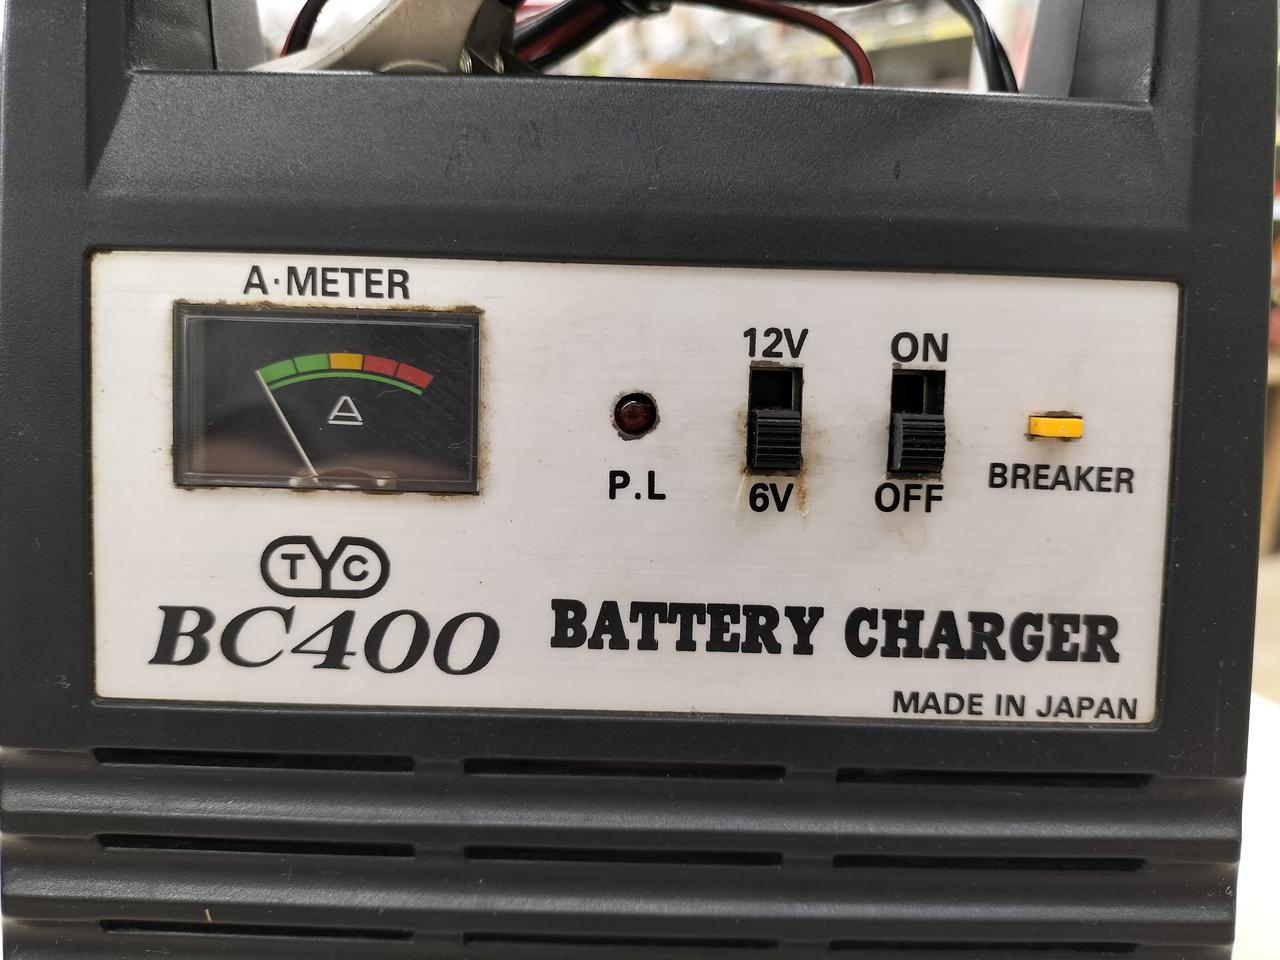 A·METER
A
12V
ON
P.L
6V
OFF
BREAKER
TYC
BC400
BATTERY CHARGER
MADE IN JAPAN